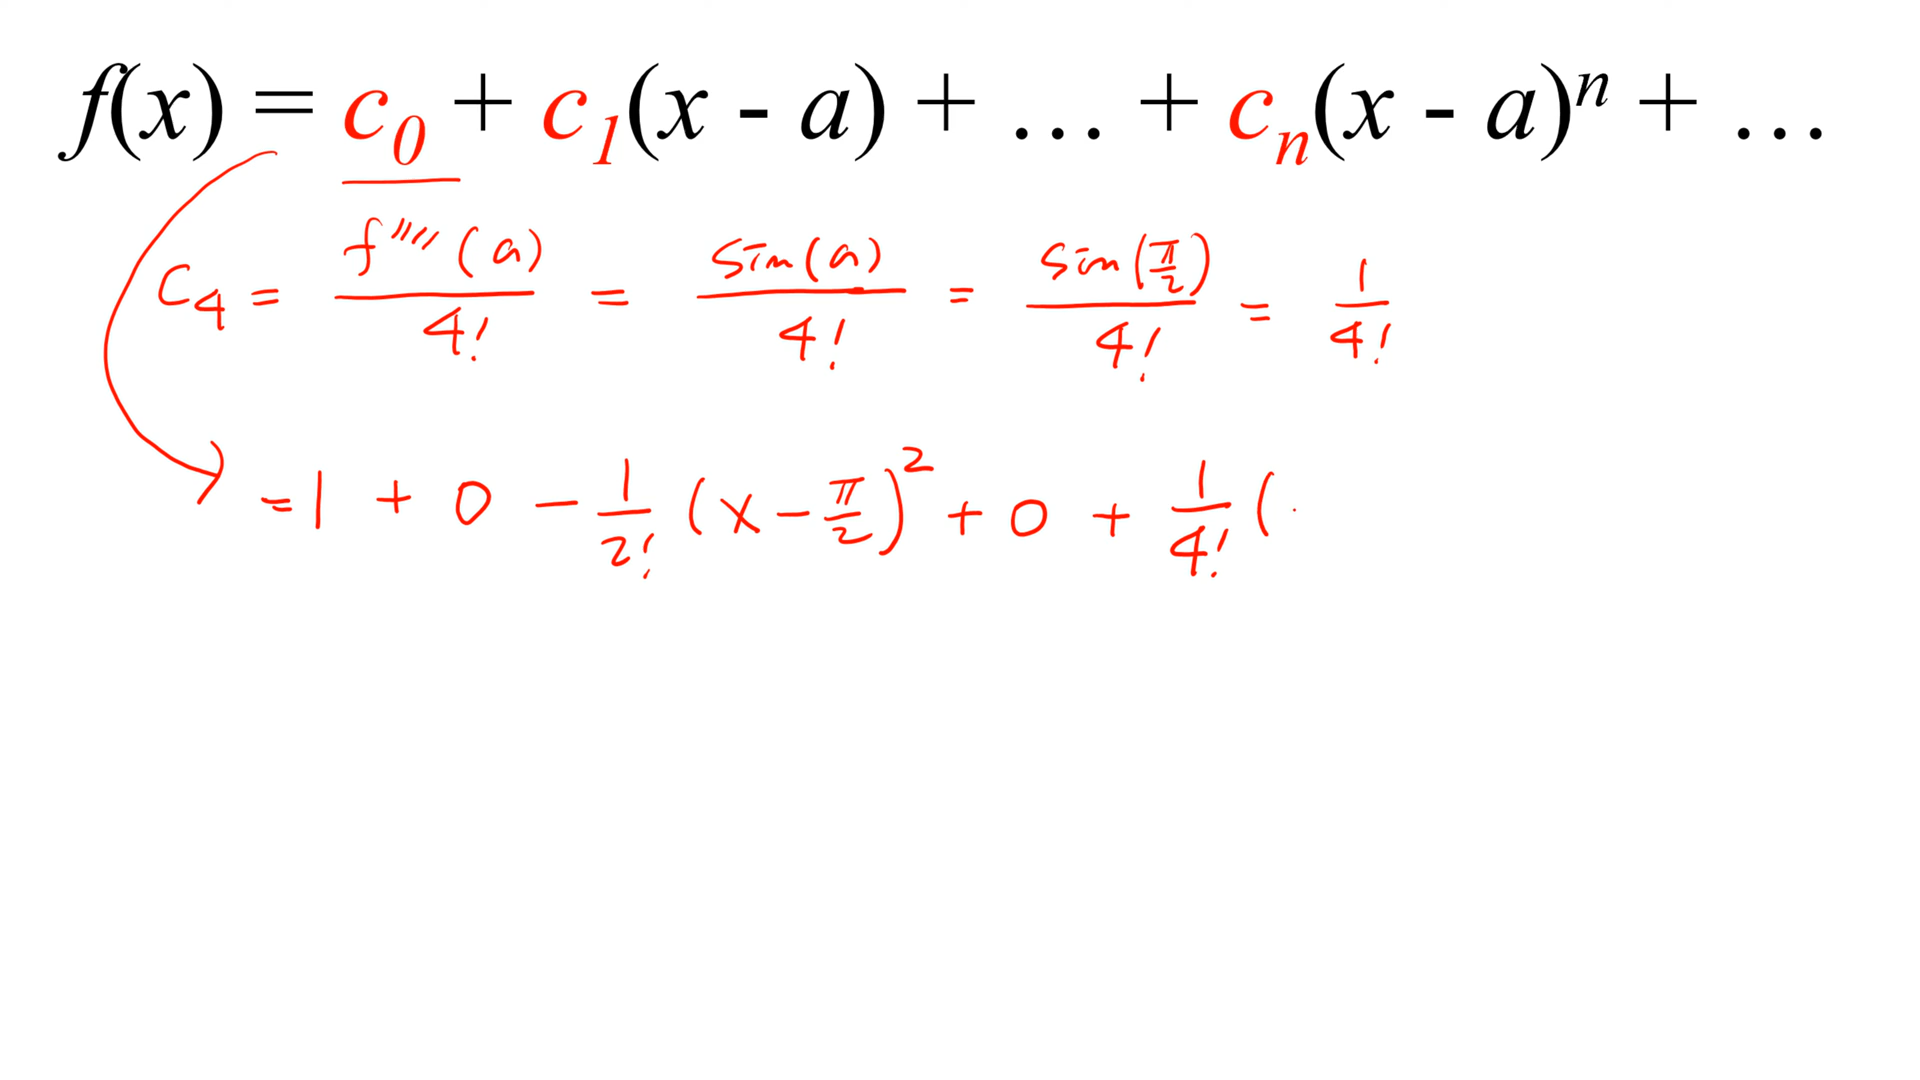 f(x) = c₀ + c₁(x - a) + … + cₙ(x - a)ⁿ + …
C₄ = f''''(a)/4! = sin(a)/4! = sin(π/2)/4! = 1/4!
= 1 + 0 − 1/2! (x − π/2)² + 0 + 1/4! (